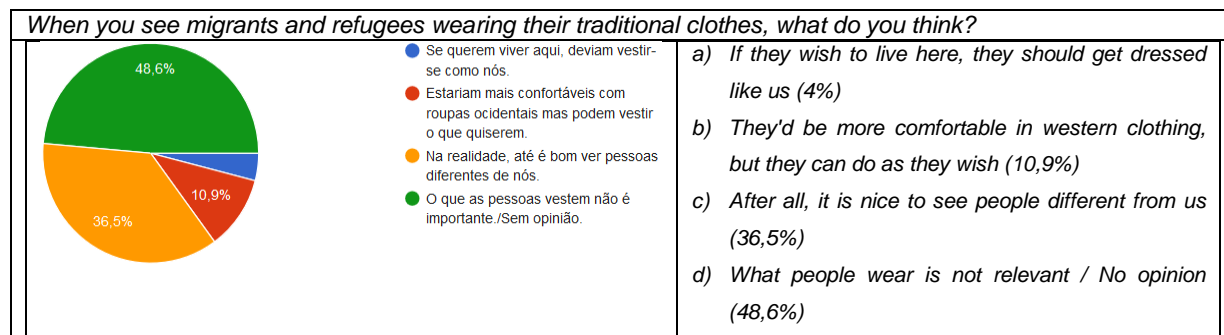 When you see migrants and refugees wearing their traditional clothes, what do you think?
48,6%
10,9%
36,5%
Se querem viver aqui, deviam vestir-
se como nós.
Estariam mais confortáveis com
roupas ocidentais mas podem vestir
o que quiserem.
Na realidade, até é bom ver pessoas
diferentes de nós.
O que as pessoas vestem não é
importante./Sem opinião.
a) If they wish to live here, they should get dressed
like us (4%)
b) They'd be more comfortable in western clothing,
but they can do as they wish (10,9%)
c) After all, it is nice to see people different from us
(36,5%)
d) What people wear is not relevant / No opinion
(48,6%)